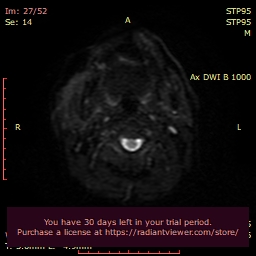 Im: 27/52
Se: 14
A
STP95
STP95
M
Ax DWI B 1000
R
L
You have 30 days left in your trial period.
Purchase a license at https://radiantviewer.com/store/